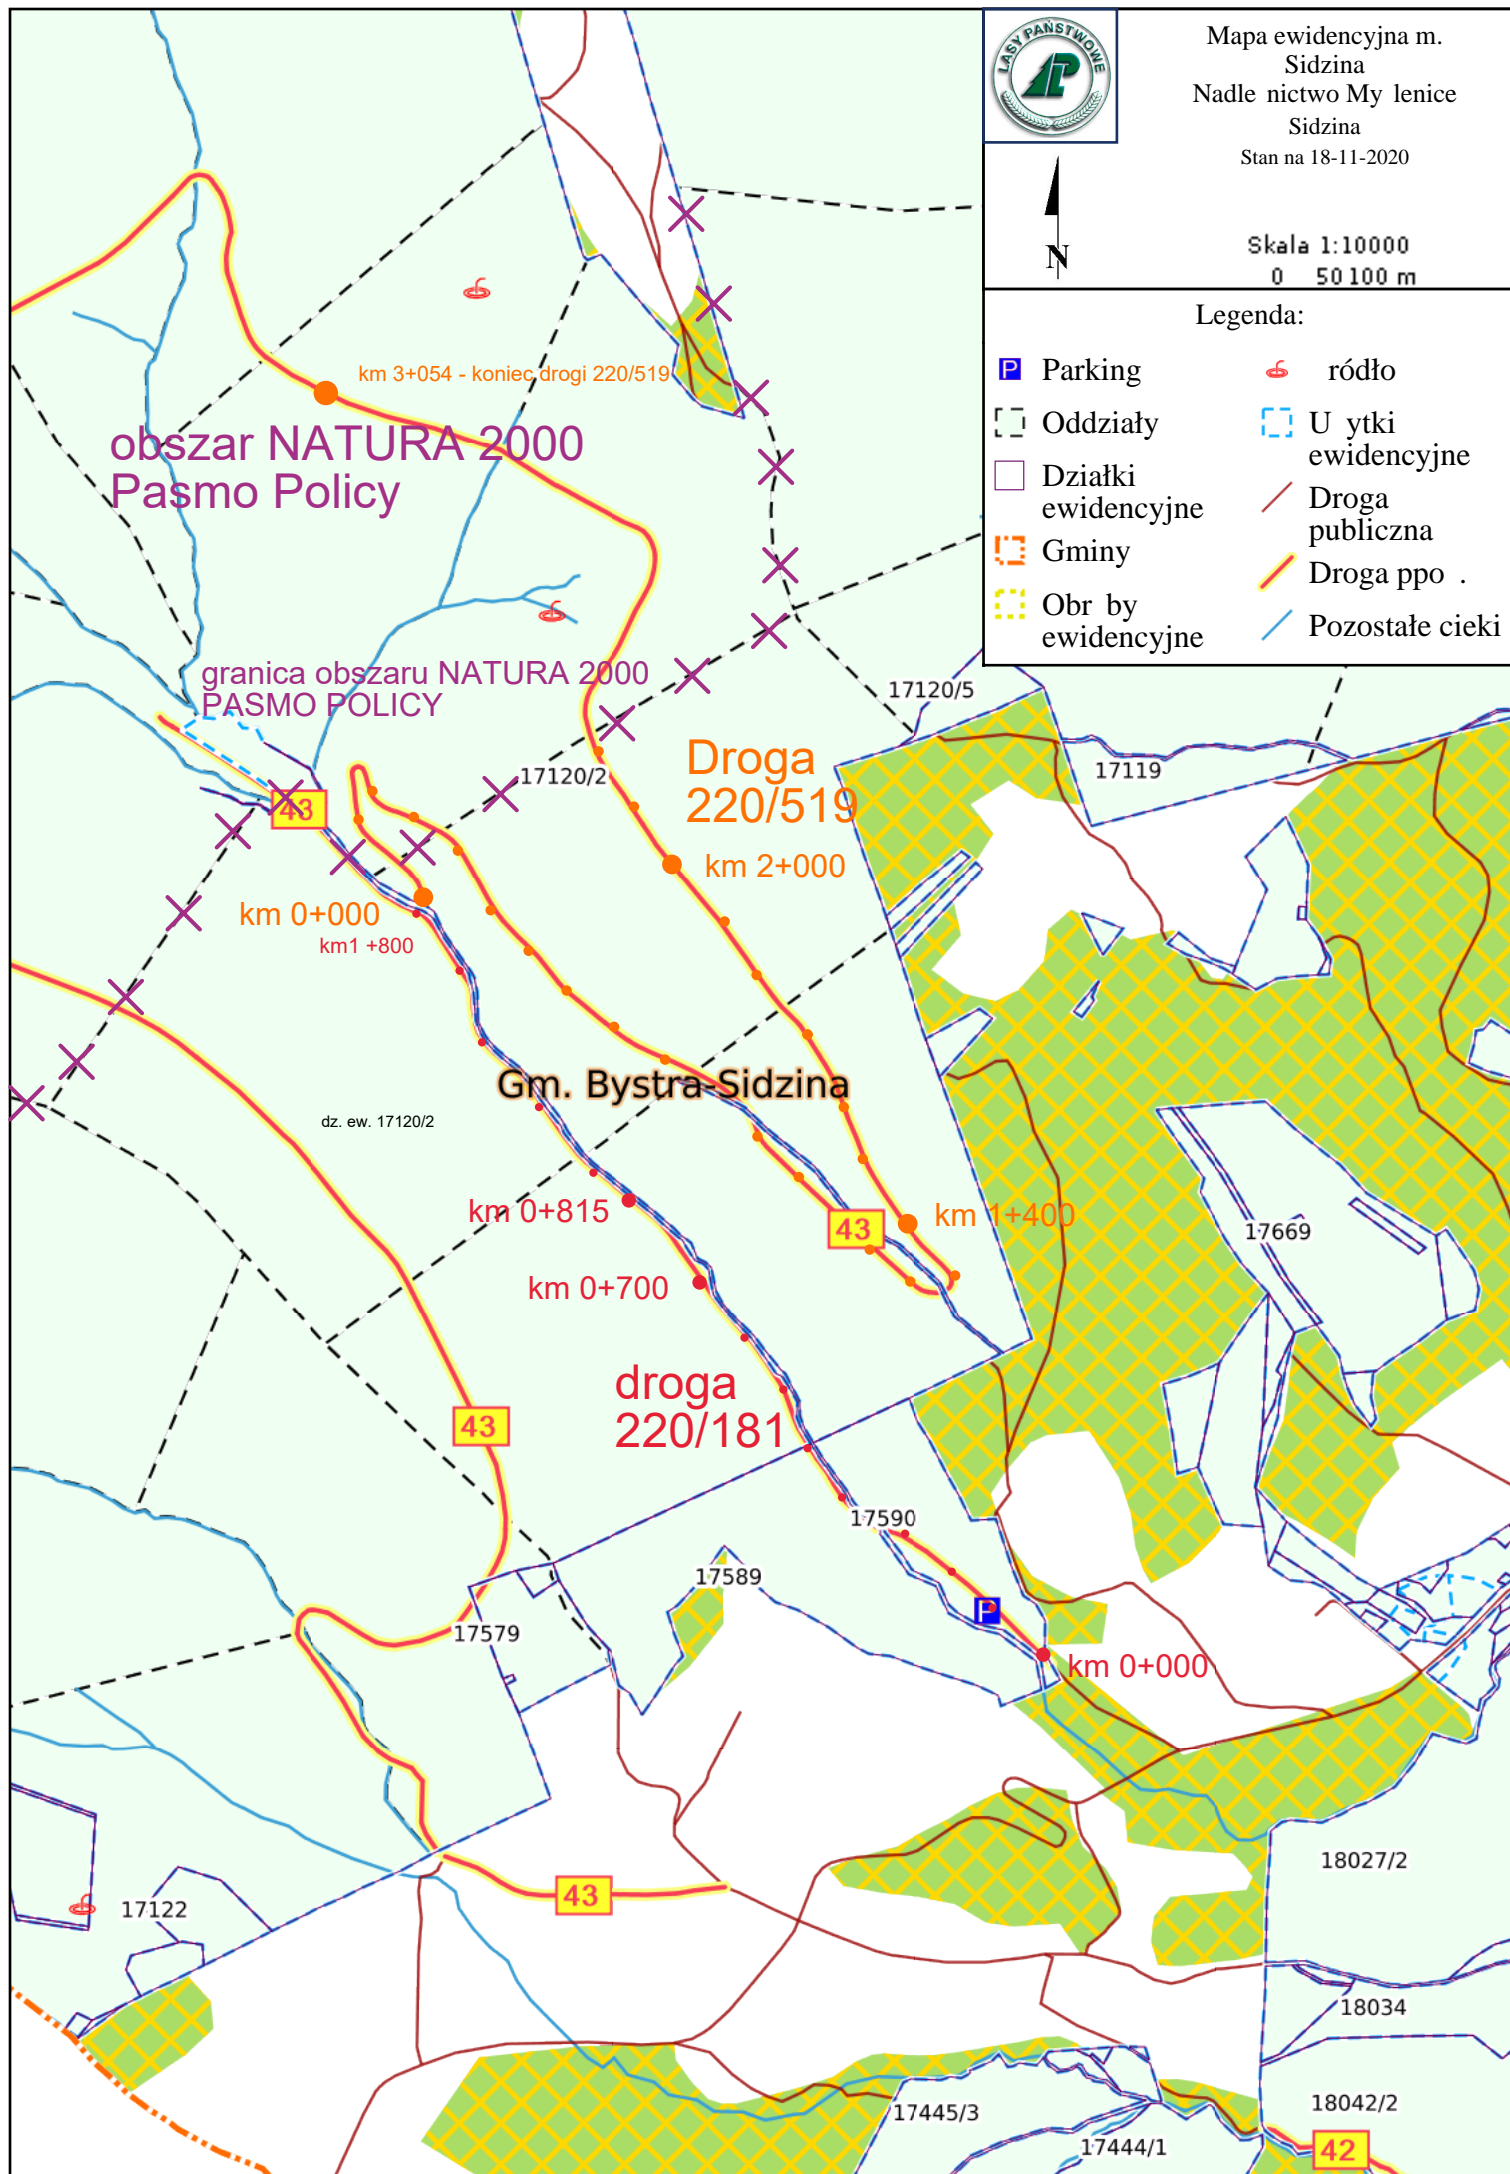 LASY PAŃSTWOWE
Mapa ewidencyjna m.
Sidzina
Nadle nictwo My lenice
Sidzina
Stan na 18-11-2020
N
Skala 1:10000
0 50 100 m
Legenda:
P Parking
Oddziały
Działki
ewidencyjne
Gminy
Obr by
ewidencyjne
ródło
U ytki
ewidencyjne
Droga
publiczna
Droga ppo .
Pozostałe cieki
km 3+054 - koniec drogi 220/519
obszar NATURA 2000
Pasmo Policy
granica obszaru NATURA 2000
PASMO POLICY
17120/5
17119
17120/2
Droga
220/519
43
km 2+000
km 0+000
km1 +800
Gm. Bystra-Sidzina
dz. ew. 17120/2
km 0+815
43
km 1+400
17669
km 0+700
droga
220/181
43
17590
17589
P
17579
km 0+000
18027/2
43
17122
18034
17445/3
18042/2
17444/1
42